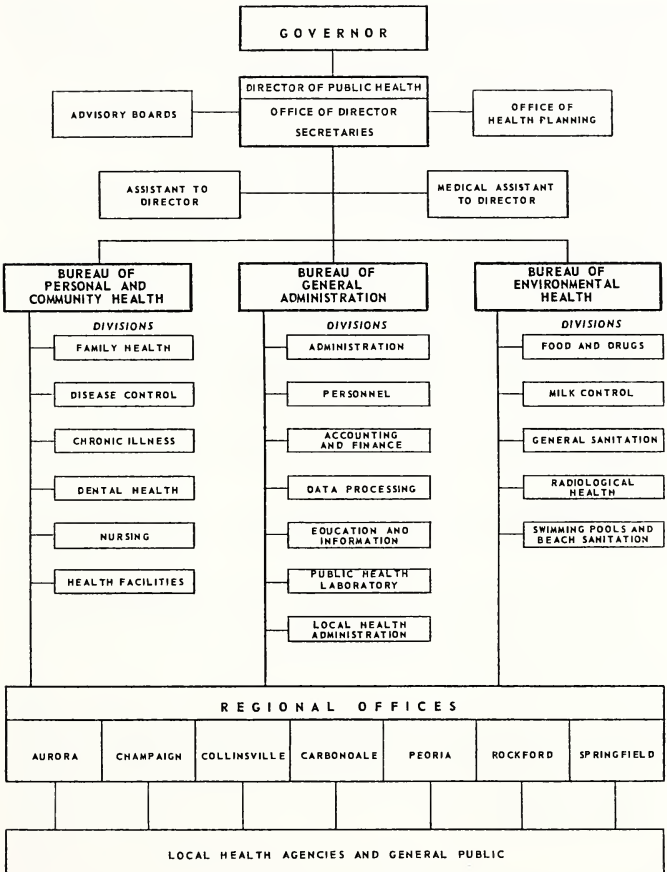 GOVERNOR
DIRECTOR OF PUBLIC HEALTH
OFFICE OF DIRECTOR
SECRETARIES
ADVISORY BOARDS
OFFICE OF
HEALTH PLANNING
ASSISTANT TO
DIRECTOR
MEDICAL ASSISTANT
TO DIRECTOR
BUREAU OF
PERSONAL AND
COMMUNITY HEALTH
DIVISIONS
FAMILY HEALTH
DISEASE CONTROL
CHRONIC ILLNESS
DENTAL HEALTH
NURSING
HEALTH FACILITIES
BUREAU OF
GENERAL
ADMINISTRATION
DIVISIONS
ADMINISTRATION
PERSONNEL
ACCOUNTING
AND FINANCE
DATA PROCESSING
EDUCATION AND
INFORMATION
PUBLIC HEALTH
LABORATORY
LOCAL HEALTH
ADMINISTRATION
BUREAU OF
ENVIRONMENTAL
HEALTH
DIVISIONS
FOOD AND DRUGS
MILK CONTROL
GENERAL SANITATION
RADIOLOGICAL
HEALTH
SWIMMING POOLS AND
BEACH SANITATION
REGIONAL OFFICES
AURORA
CHAMPAIGN
COLLINSVILLE
CARBONDALE
PEORIA
ROCKFORD
SPRINGFIELD
LOCAL HEALTH AGENCIES AND GENERAL PUBLIC